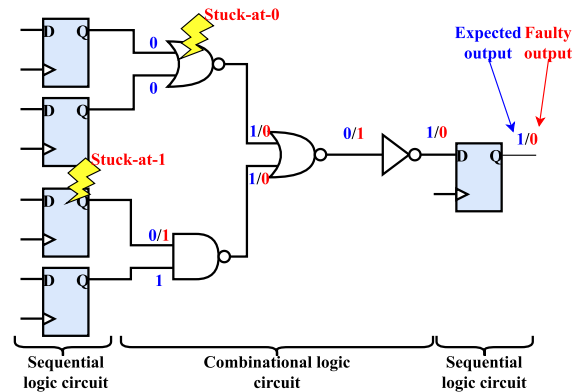 Stuck-at-0
Expected Faulty
output output
D Q
0
0
1/0
0/1
1/0
1/0
D Q
1/0
D Q
Stuck-at-1
D Q
0/1
1
D Q
Sequential
logic circuit
Combinational logic
circuit
Sequential
logic circuit